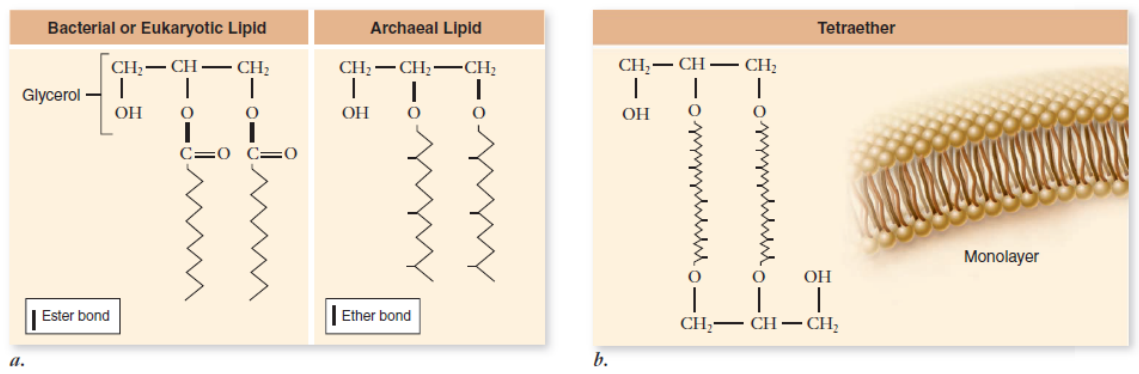 Bacterial or Eukaryotic Lipid
Glycerol
CH₂ CH CH₂
OH O O
C=O C=O
Ester bond
Archaeal Lipid
CH₂ CH₂ CH₂
OH O O
Ether bond
a.
Tetraether
CH₂ CH CH₂
OH O O
O O OH
CH₂ CH CH₂
Monolayer
b.